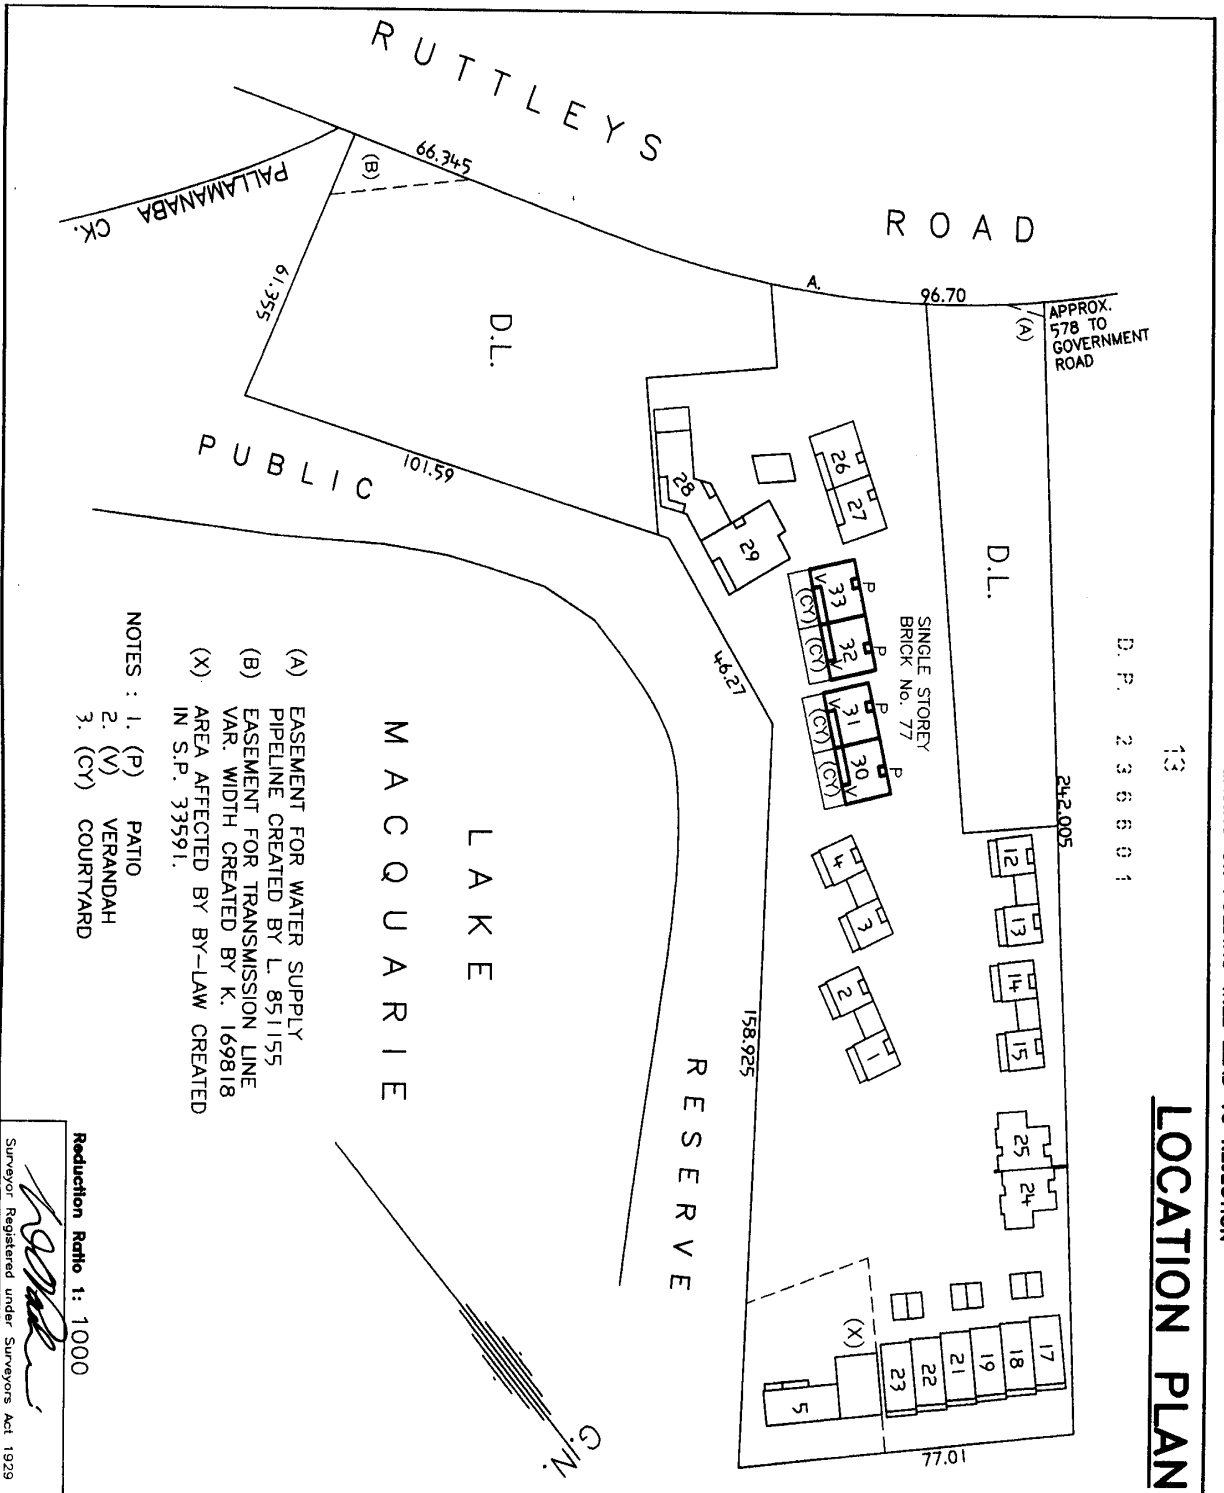 LOCATION PLAN
RUTTLEYS
ROAD
66.345
(B)
PALLAMANABA CK.
61.355
D.L.
A.
96.70
(A)
APPROX.
578 TO
GOVERNMENT
ROAD
PUBLIC
101.59
28
29
26
27
D.L.
D.P. 236601
13
242.005
SINGLE STOREY
BRICK No. 77
P
33
V
(CY)
P
32
V
(CY)
P
31
V
(CY)
P
30
V
(CY)
46.27
4
3
2
1
12
13
14
15
25
24
158.925
RESERVE
LAKE
MACQUARIE
(X)
17
18
19
21
22
23
5
77.01
G.N.
(A) EASEMENT FOR WATER SUPPLY
PIPELINE CREATED BY L. 851155
(B) EASEMENT FOR TRANSMISSION LINE
VAR. WIDTH CREATED BY K. 169818
(X) AREA AFFECTED BY BY-LAW CREATED
IN S.P. 33591.
NOTES : 1. (P) PATIO
2. (V) VERANDAH
3. (CY) COURTYARD
Reduction Ratio 1: 1000
Surveyor Registered under Surveyors Act 1929